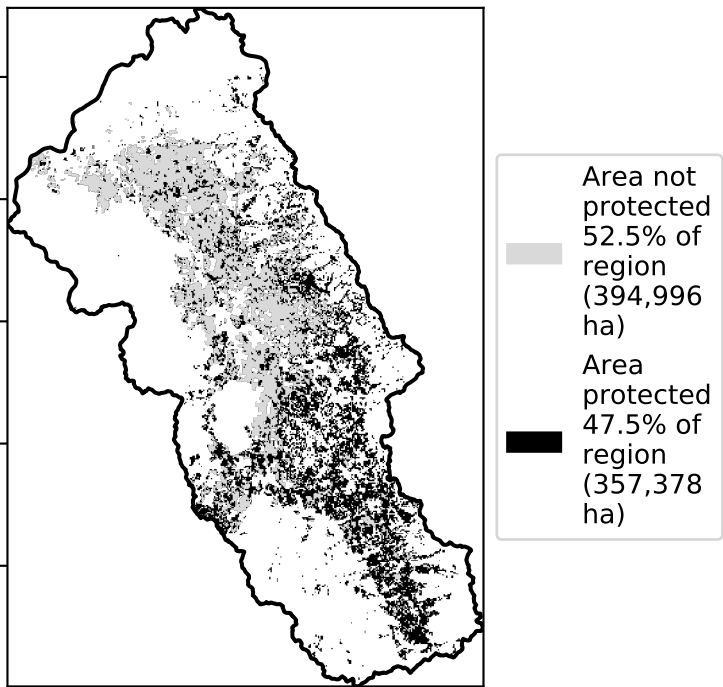 Area not
protected
52.5% of
region
(394,996
ha)
Area
protected
47.5% of
region
(357,378
ha)